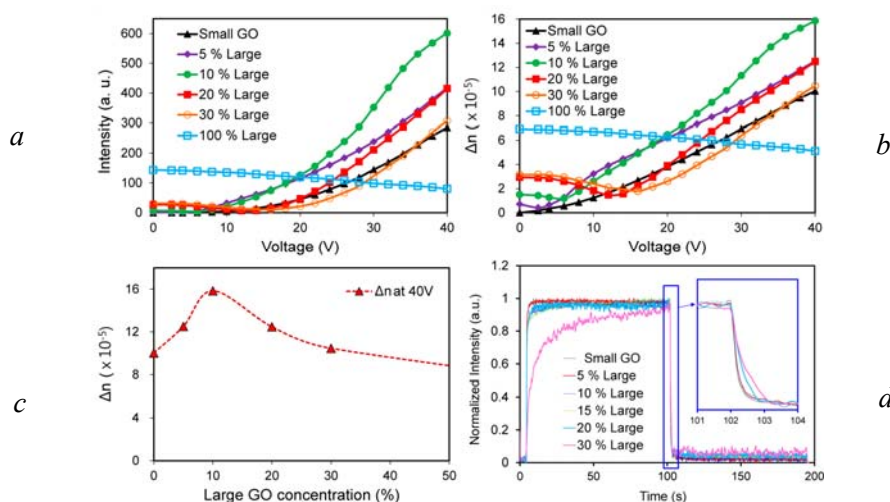 a
Intensity (a. u.)
600
500
400
300
200
100
0
Small GO
5 % Large
10 % Large
20 % Large
30 % Large
100 % Large
0 10 20 30 40
Voltage (V)
b
Δn ( x 10⁻⁵)
16
14
12
10
8
6
4
2
0
Small GO
5 % Large
10 % Large
20 % Large
30 % Large
100 % Large
0 10 20 30 40
Voltage (V)
c
Δn ( x 10⁻⁵)
16
12
8
4
0
Δn at 40V
0 10 20 30 40 50
Large GO concentration (%)
d
Normalized Intensity (a.u.)
1.2
1
0.8
0.6
0.4
0.2
0
Small GO
5 % Large
10 % Large
15 % Large
20 % Large
30 % Large
101 102 103 104
0 50 100 150 200
Time (s)